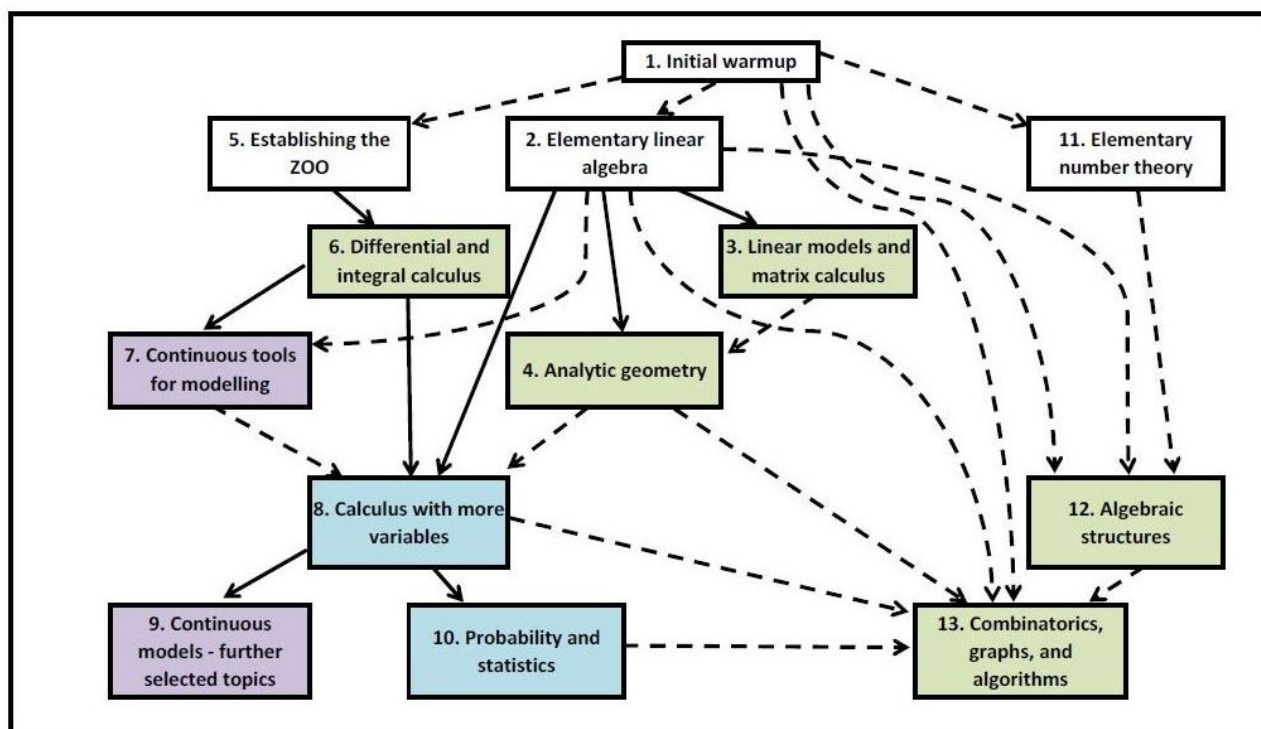 1. Initial warmup
5. Establishing the
ZOO
2. Elementary linear
algebra
11. Elementary
number theory
6. Differential and
integral calculus
3. Linear models and
matrix calculus
7. Continuous tools
for modelling
4. Analytic geometry
8. Calculus with more
variables
12. Algebraic
structures
9. Continuous
models - further
selected topics
10. Probability and
statistics
13. Combinatorics,
graphs, and
algorithms